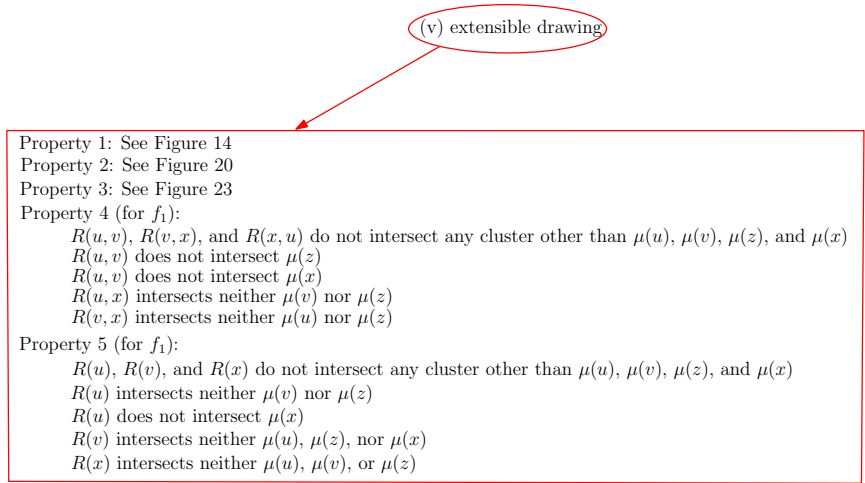 (v) extensible drawing
Property 1: See Figure 14
Property 2: See Figure 20
Property 3: See Figure 23
Property 4 (for f₁):
R(u, v), R(v, x), and R(x, u) do not intersect any cluster other than μ(u), μ(v), μ(z), and μ(x)
R(u, v) does not intersect μ(z)
R(u, v) does not intersect μ(x)
R(u, x) intersects neither μ(v) nor μ(z)
R(v, x) intersects neither μ(u) nor μ(z)
Property 5 (for f₁):
R(u), R(v), and R(x) do not intersect any cluster other than μ(u), μ(v), μ(z), and μ(x)
R(u) intersects neither μ(v) nor μ(z)
R(u) does not intersect μ(x)
R(v) intersects neither μ(u), μ(z), nor μ(x)
R(x) intersects neither μ(u), μ(v), or μ(z)